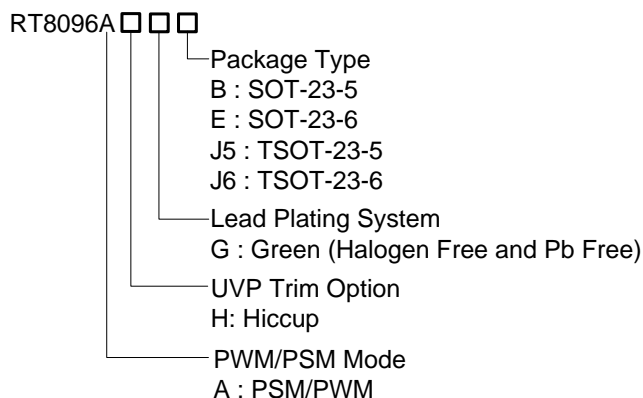 RT8096A
Package Type
B : SOT-23-5
E : SOT-23-6
J5 : TSOT-23-5
J6 : TSOT-23-6
Lead Plating System
G : Green (Halogen Free and Pb Free)
UVP Trim Option
H: Hiccup
PWM/PSM Mode
A : PSM/PWM